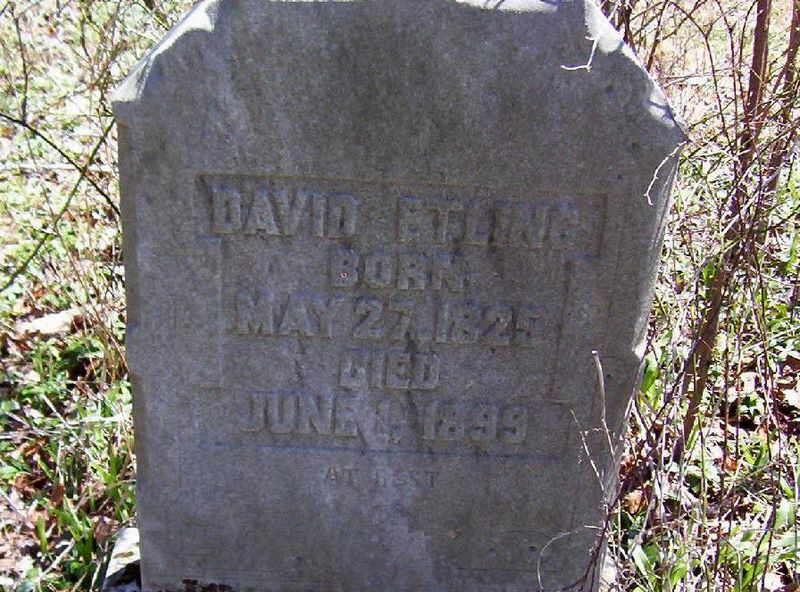 DAVID ETLING
BORN
MAY 27, 1825
DIED
JUNE 1, 1899
AT REST